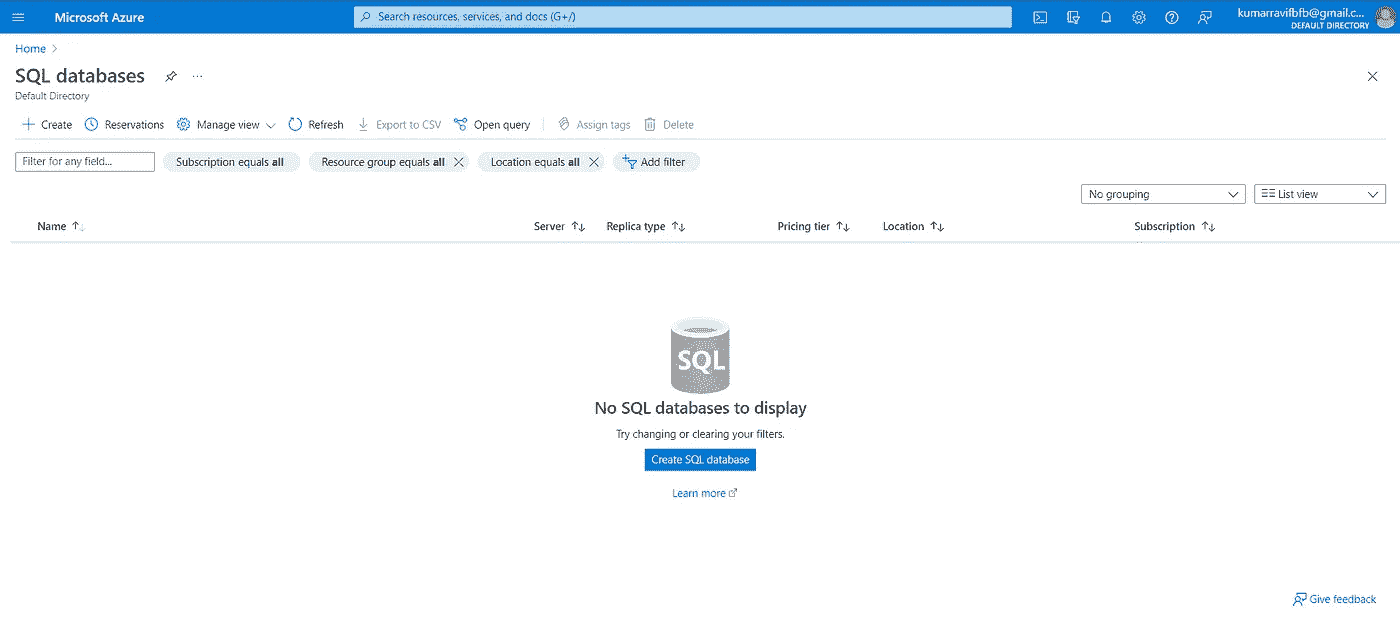 Microsoft Azure
Search resources, services, and docs (G+/)
kumarravifbfb@gmail.c...
DEFAULT DIRECTORY
Home
SQL databases
...
Default Directory
Create Reservations Manage view Refresh Export to CSV Open query Assign tags Delete
Filter for any field... Subscription equals all Resource group equals all Location equals all Add filter
No grouping List view
Name Server Replica type Pricing tier Location Subscription
SQL
No SQL databases to display
Try changing or clearing your filters.
Create SQL database
Learn more
Give feedback